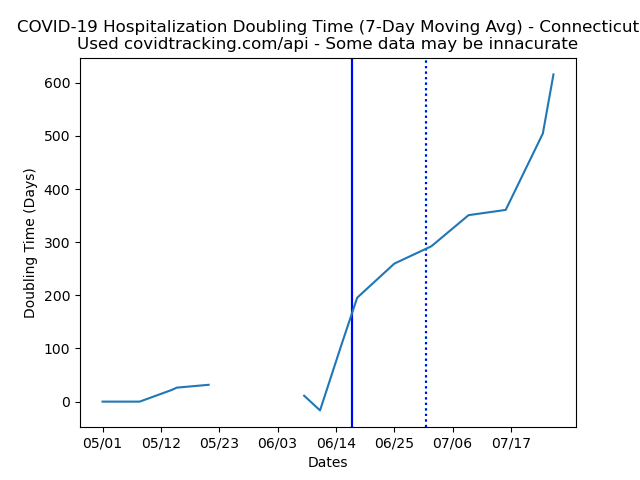 COVID-19 Hospitalization Doubling Time (7-Day Moving Avg) - Connecticut
Used covidtracking.com/api - Some data may be innacurate
600
500
400
300
200
100
0
Doubling Time (Days)
05/01 05/12 05/23 06/03 06/14 06/25 07/06 07/17
Dates